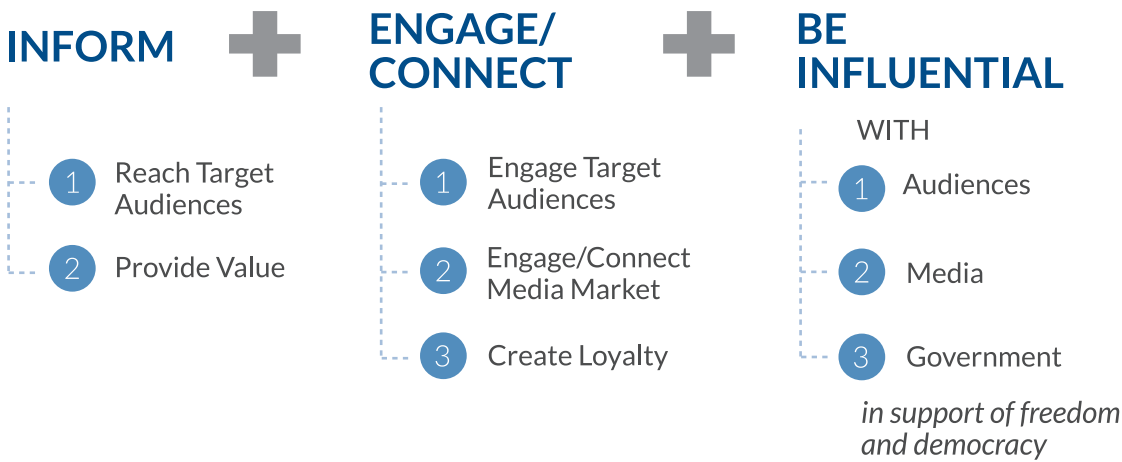 INFORM
1 Reach Target
Audiences
2 Provide Value
ENGAGE/
CONNECT
1 Engage Target
Audiences
2 Engage/Connect
Media Market
3 Create Loyalty
BE
INFLUENTIAL
WITH
1 Audiences
2 Media
3 Government
in support of freedom
and democracy